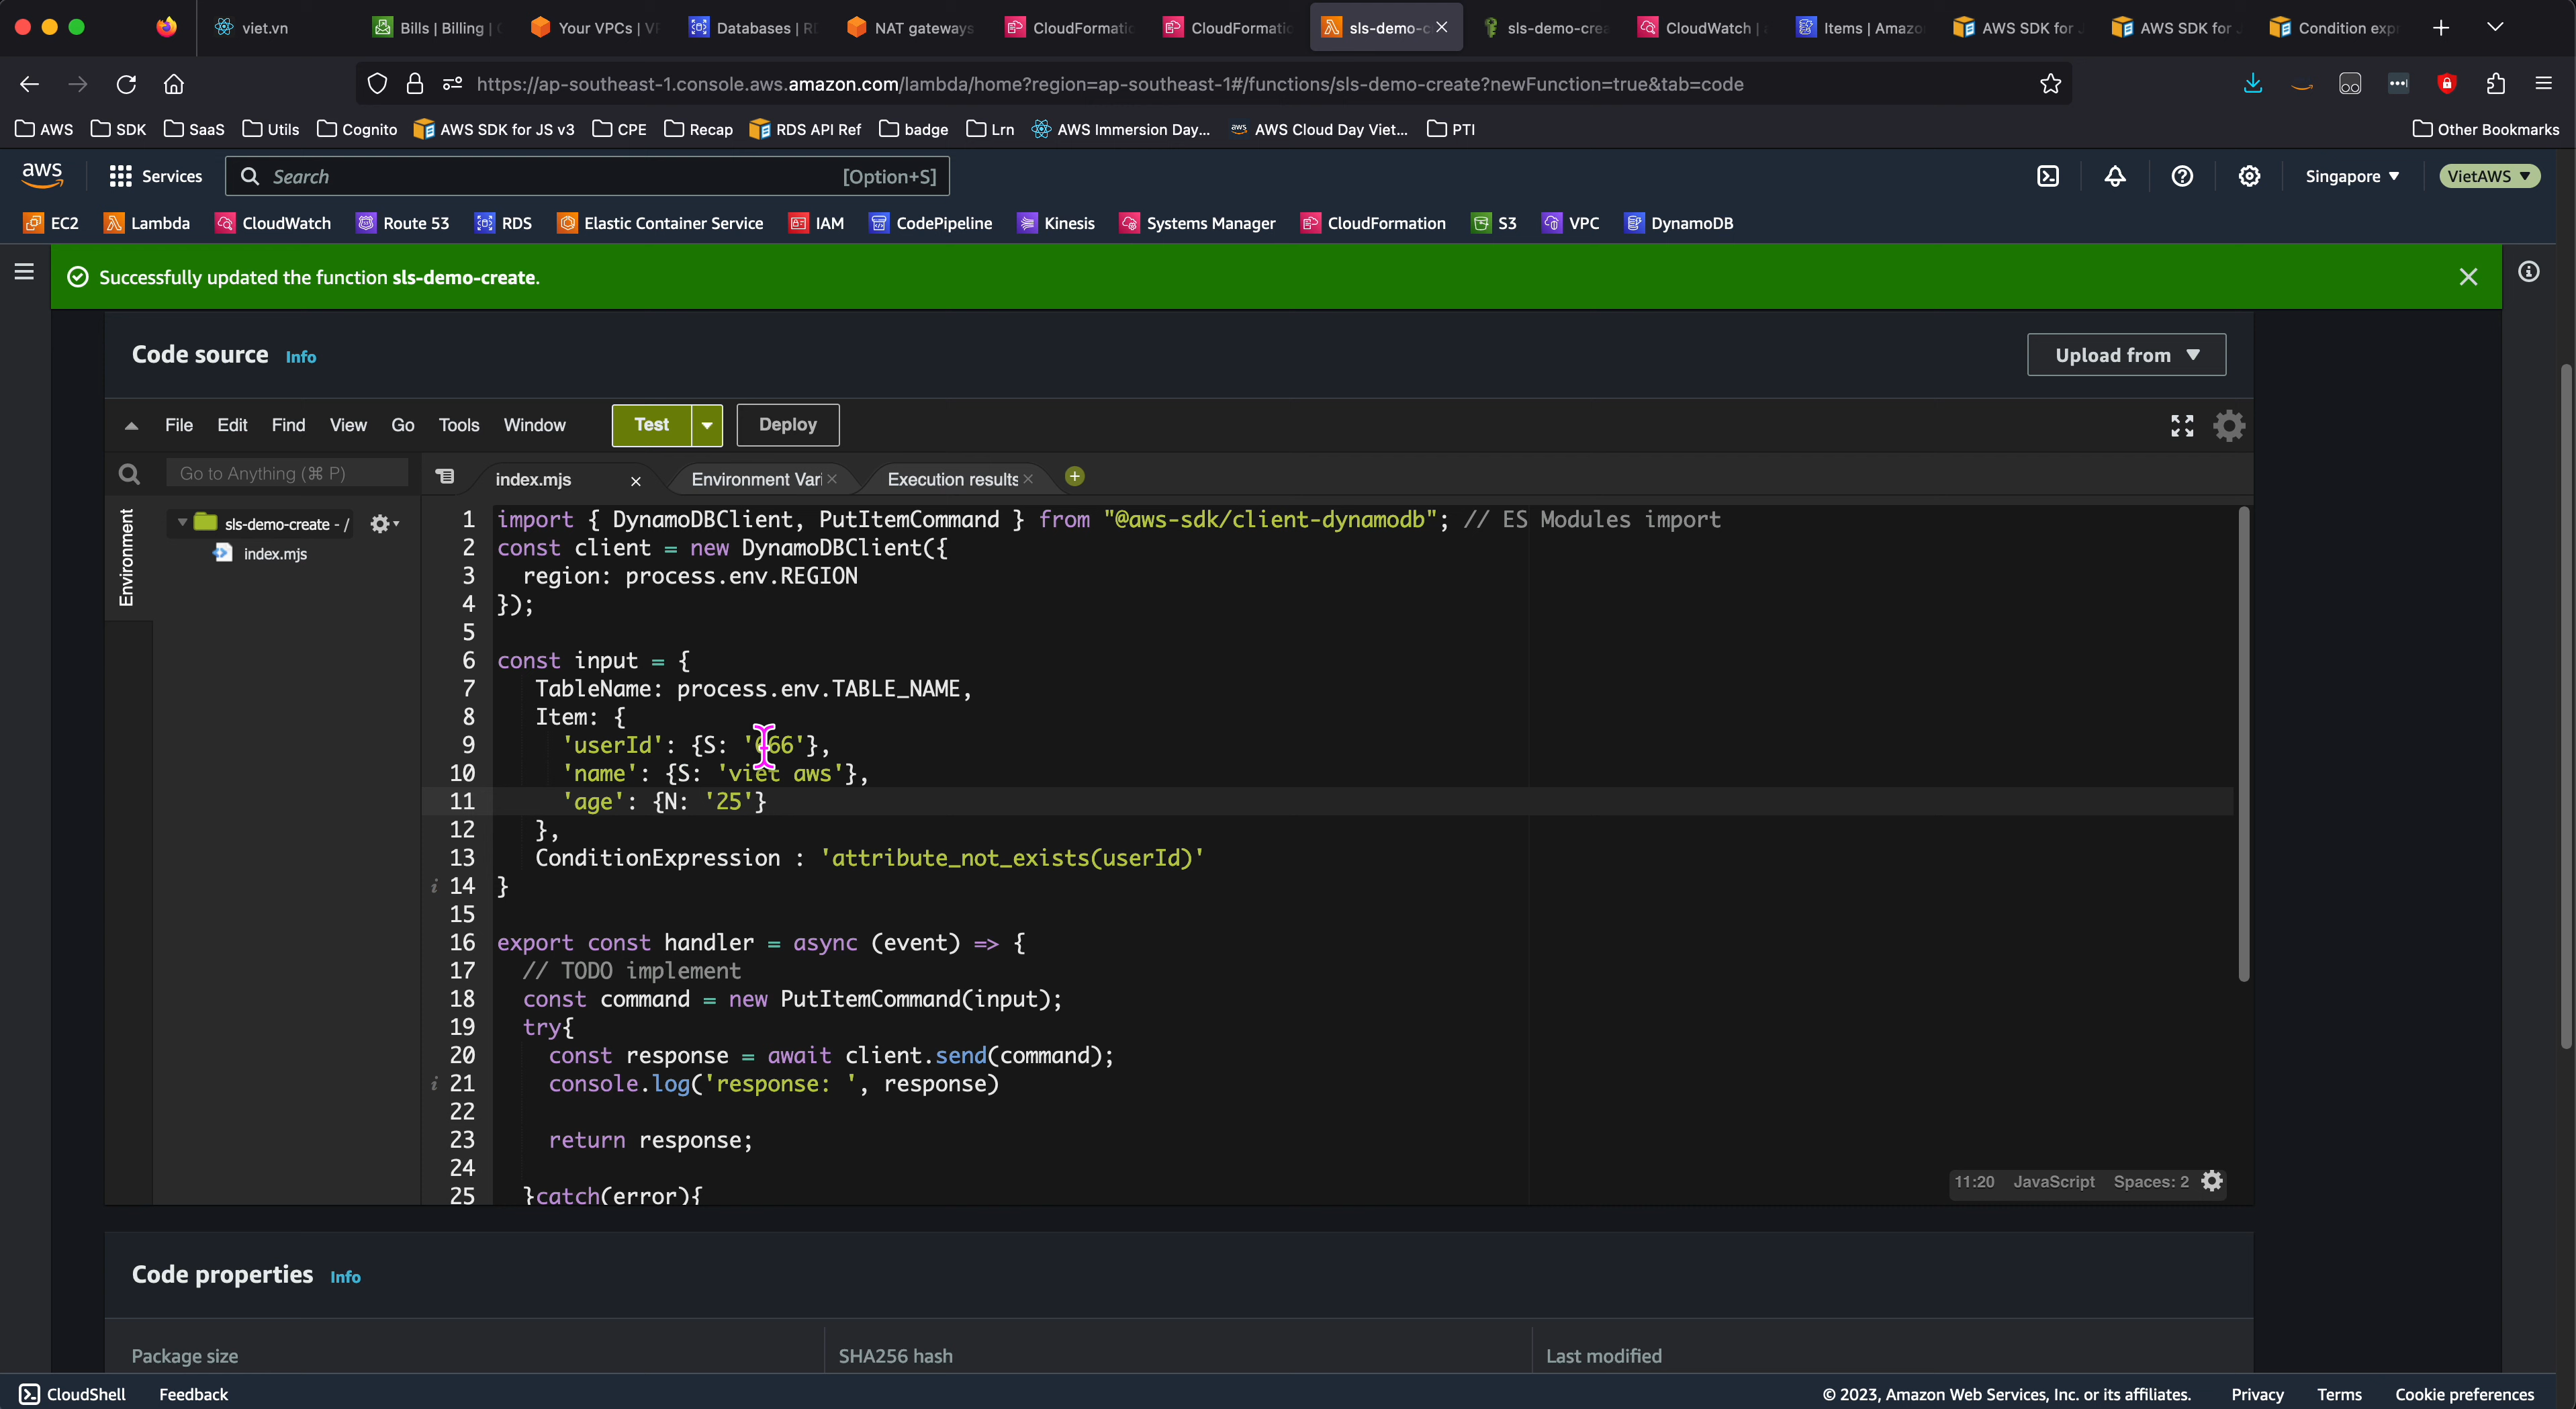 viet.vn
Bills | Billing |
Your VPCs | V
Databases | R
NAT gateways
CloudFormati
CloudFormati
sls-demo-c
sls-demo-crea
CloudWatch |
Items | Amazo
AWS SDK for J
AWS SDK for J
Condition exp
https://ap-southeast-1.console.aws.amazon.com/lambda/home?region=ap-southeast-1#/functions/sls-demo-create?newFunction=true&tab=code
AWS
SDK
SaaS
Utils
Cognito
AWS SDK for JS v3
CPE
Recap
RDS API Ref
badge
Lrn
AWS Immersion Day...
AWS Cloud Day Viet...
PTI
Other Bookmarks
aws
Services
Search
[Option+S]
Singapore
VietAWS
EC2
Lambda
CloudWatch
Route 53
RDS
Elastic Container Service
IAM
CodePipeline
Kinesis
Systems Manager
CloudFormation
S3
VPC
DynamoDB
Successfully updated the function sls-demo-create.
Code source Info
Upload from
File Edit Find View Go Tools Window
Test
Deploy
Go to Anything (⌘ P)
index.mjs
Environment Vari
Execution results
Environment
sls-demo-create - /
index.mjs
1 import { DynamoDBClient, PutItemCommand } from "@aws-sdk/client-dynamodb"; // ES Modules import
2 const client = new DynamoDBClient({
3 region: process.env.REGION
4 });
5
6 const input = {
7 TableName: process.env.TABLE_NAME,
8 Item: {
9 'userId': {S: '666'},
10 'name': {S: 'viet aws'},
11 'age': {N: '25'}
12 },
13 ConditionExpression : 'attribute_not_exists(userId)'
14 }
15
16 export const handler = async (event) => {
17 // TODO implement
18 const command = new PutItemCommand(input);
19 try{
20 const response = await client.send(command);
21 console.log('response: ', response)
22
23 return response;
24
25 }catch(error){
11:20 JavaScript Spaces: 2
Code properties Info
Package size
SHA256 hash
Last modified
CloudShell
Feedback
© 2023, Amazon Web Services, Inc. or its affiliates.
Privacy
Terms
Cookie preferences